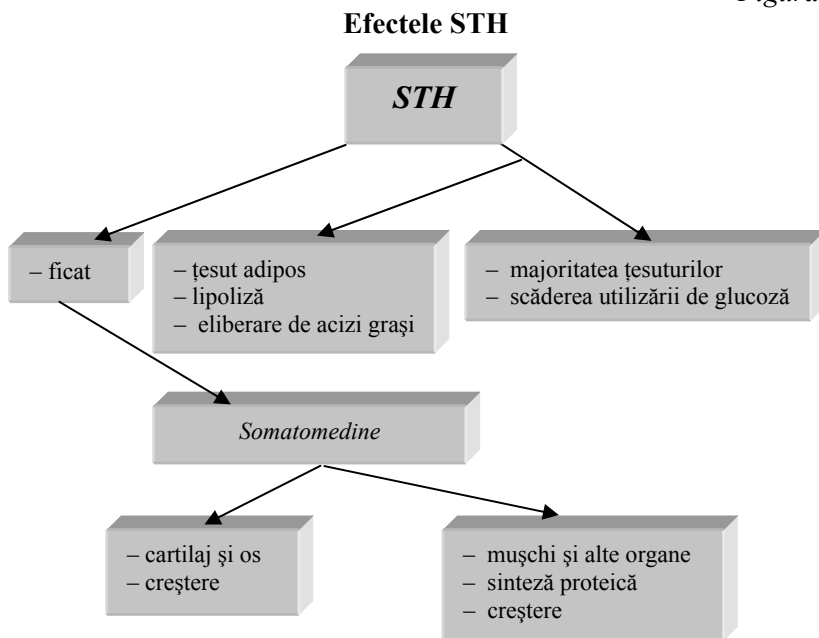 Figura
Efectele STH
STH
– ficat
– ţesut adipos
– lipoliză
– eliberare de acizi graşi
– majoritatea ţesuturilor
– scăderea utilizării de glucoză
Somatomedine
– cartilaj şi os
– creştere
– muşchi şi alte organe
– sinteză proteică
– creştere